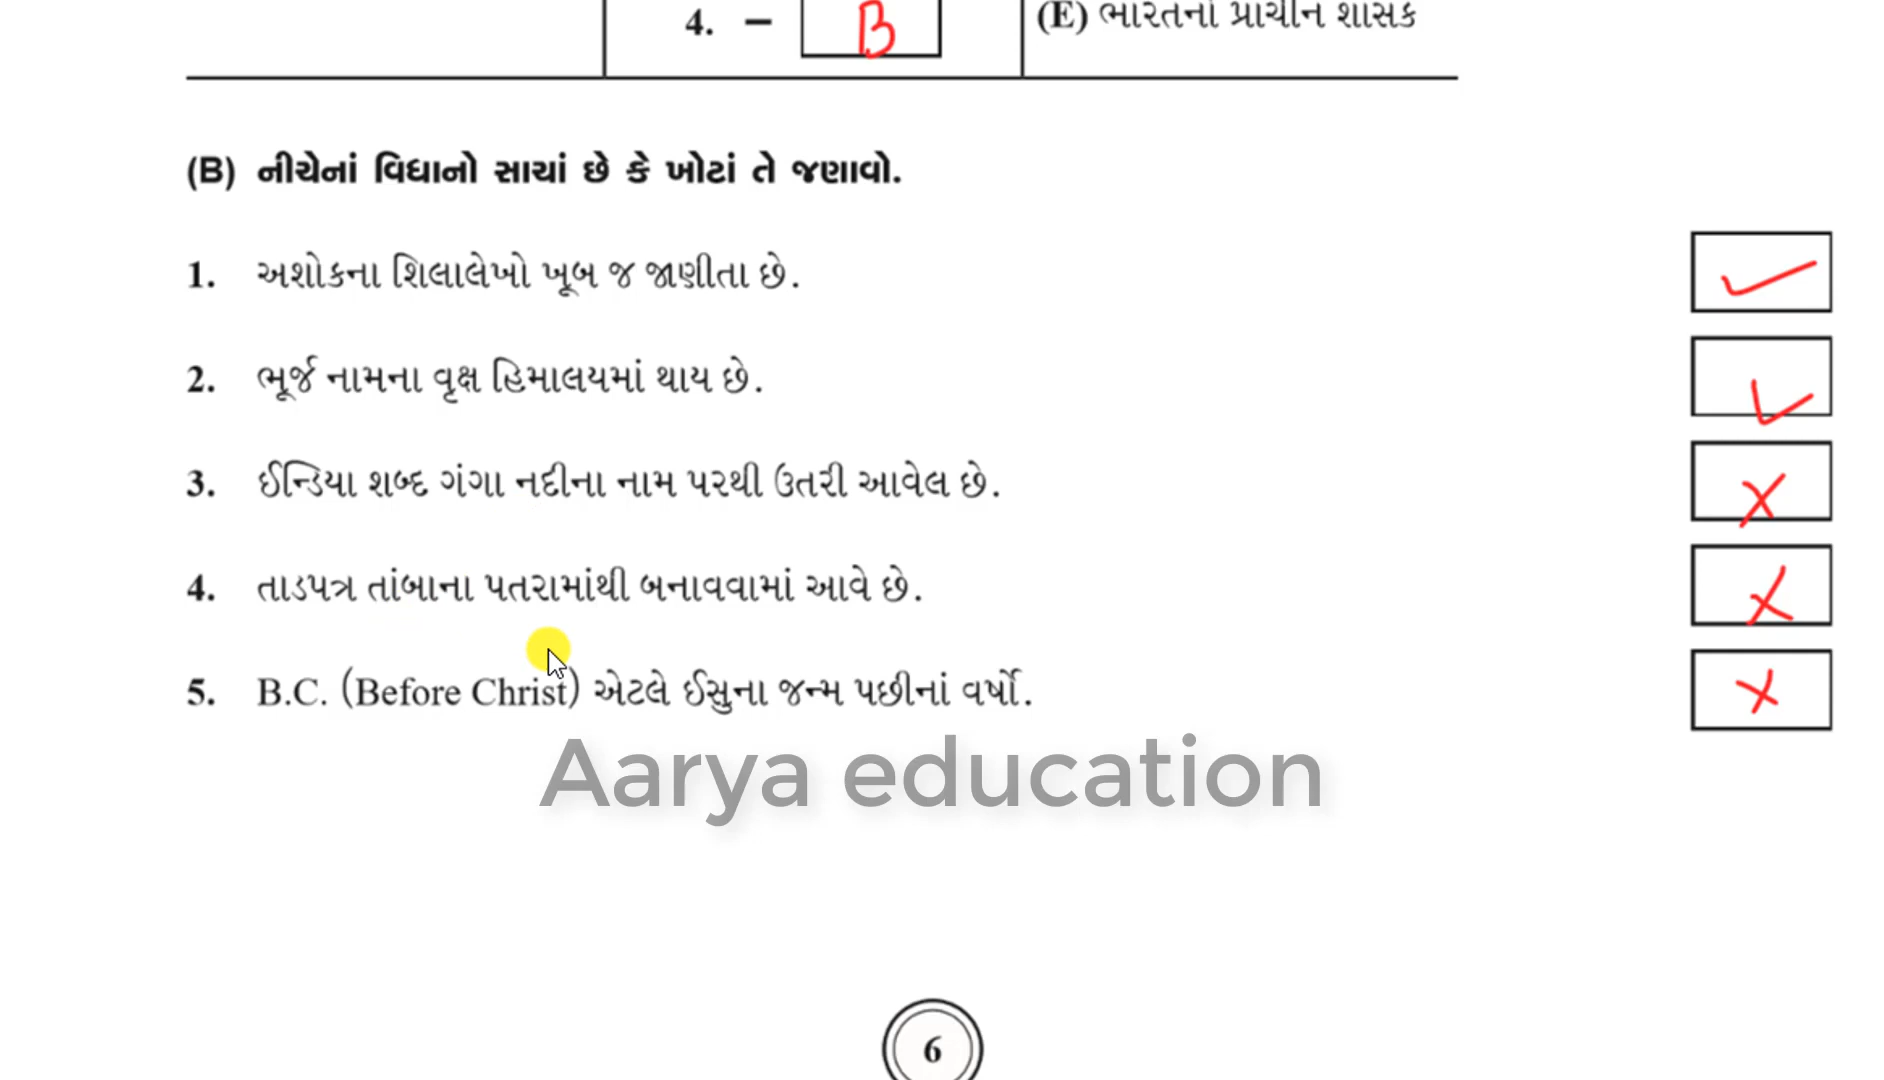 4. – B (E) ભારતનો પ્રાચીન શાસક
(B) નીચેનાં વિધાનો સાચાં છે કે ખોટાં તે જણાવો.
1. અશોકના શિલાલેખો ખૂબ જ જાણીતા છે. ✓
2. ભૂર્જ નામના વૃક્ષ હિમાલયમાં થાય છે. ✓
3. ઈન્ડિયા શબ્દ ગંગા નદીના નામ પરથી ઉતરી આવેલ છે. ✗
4. તાડપત્ર તાંબાના પતરામાંથી બનાવવામાં આવે છે. ✗
5. B.C. (Before Christ) એટલે ઈસુના જન્મ પછીનાં વર્ષો. ✗
Aarya education
6